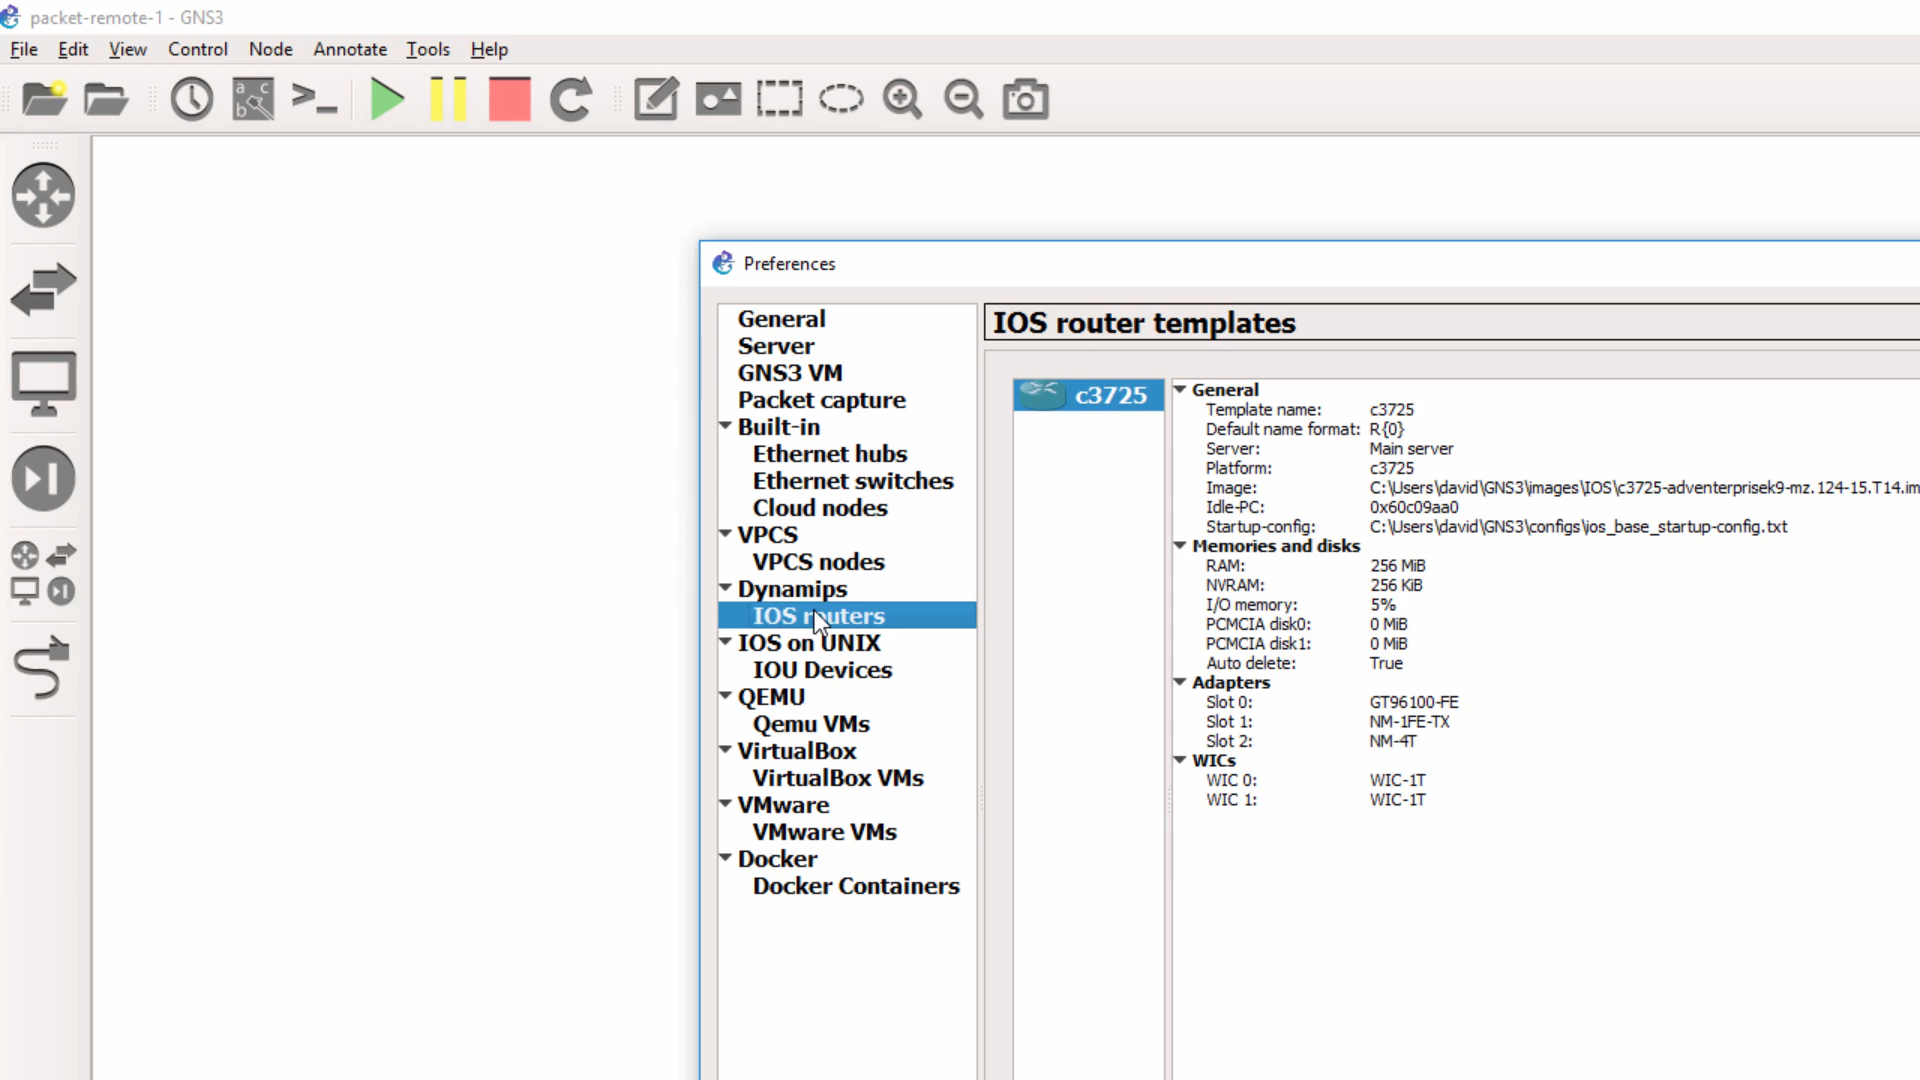 packet-remote-1 - GNS3
File Edit View Control Node Annotate Tools Help
a c
b
>_
Preferences
General
Server
GNS3 VM
Packet capture
Built-in
Ethernet hubs
Ethernet switches
Cloud nodes
VPCS
VPCS nodes
Dynamips
IOS routers
IOS on UNIX
IOU Devices
QEMU
Qemu VMs
VirtualBox
VirtualBox VMs
VMware
VMware VMs
Docker
Docker Containers
IOS router templates
c3725
General
Template name: c3725
Default name format: R{0}
Server: Main server
Platform: c3725
Image: C:\Users\david\GNS3\images\IOS\c3725-adventerprisek9-mz.124-15.T14.im
Idle-PC: 0x60c09aa0
Startup-config: C:\Users\david\GNS3\configs\ios_base_startup-config.txt
Memories and disks
RAM: 256 MiB
NVRAM: 256 KiB
I/O memory: 5%
PCMCIA disk0: 0 MiB
PCMCIA disk1: 0 MiB
Auto delete: True
Adapters
Slot 0: GT96100-FE
Slot 1: NM-1FE-TX
Slot 2: NM-4T
WICs
WIC 0: WIC-1T
WIC 1: WIC-1T